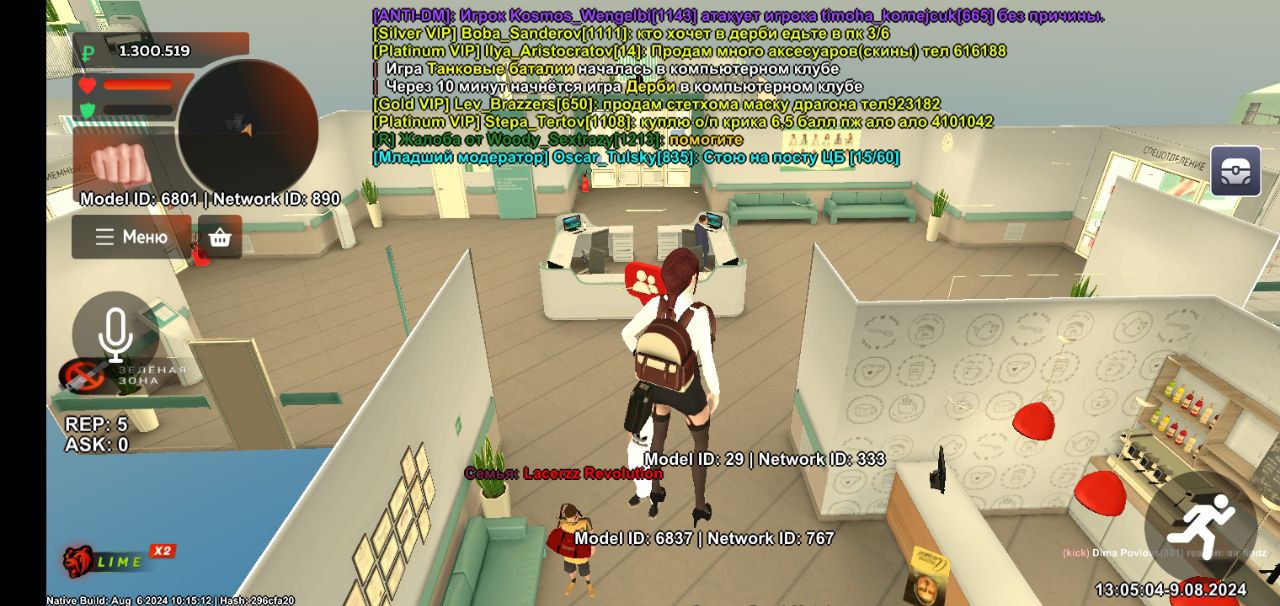 [ANTI-DM]: Игрок Kosmos_Wengelbi[1143] атакует игрока timoha_kornejcuk[665] без причины.
[Silver VIP] Boba_Sanderov[1111]: кто хочет в дерби едьте в пк 3/6
1.300.519
[Platinum VIP] Ilya_Aristocratov[14]: Продам много аксесуаров(скины) тел 616188
Игра Танковые баталии началась в компьютерном клубе
Через 10 минут начнётся игра Дерби в компьютерном клубе
[Gold VIP] Lev_Brazzers[650]: продам стетхома маску драгона тел923182
[Platinum VIP] Stepa_Tertov[1108]: куплю о/п крика 6,5 балл пж ало ало 4101042
[R] Жалоба от Woody_Sextrazy[1213]: помогите
[Младший модератор] Oscar_Tulsky[835]: Стою на посту ЦБ [15/60]
СПЕЦОТДЕЛЕНИЕ
Model ID: 6801 | Network ID: 890
Меню
ЗЕЛЁНАЯ
ЗОНА
REP: 5
ASK: 0
Model ID: 29 | Network ID: 333
Семья: Lacerzz Revolution
Model ID: 6837 | Network ID: 767
LIME X2
13:05:04-9.08.2024
Native Build: Aug 6 2024 10:15:12 | Hash: 296cfa20